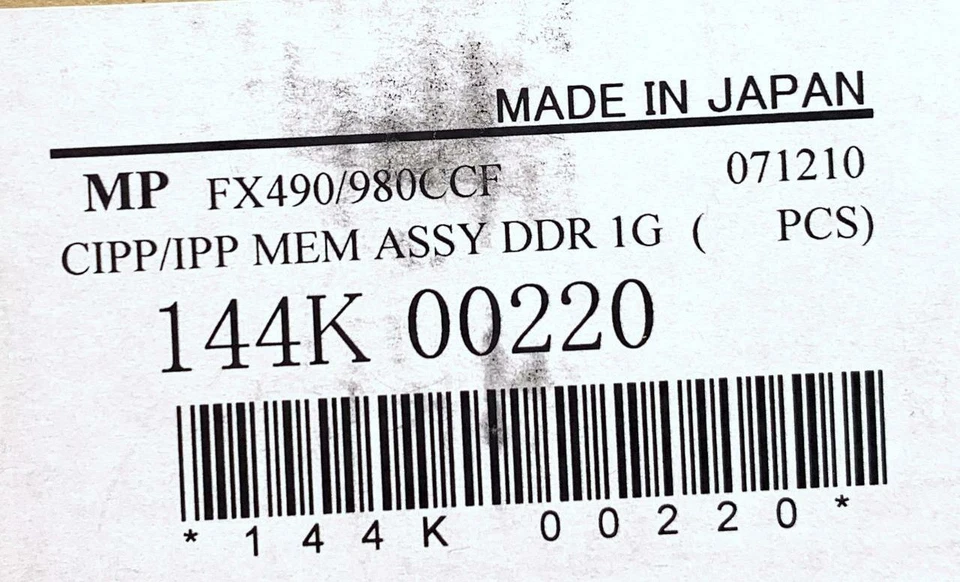 MADE IN JAPAN
MP FX490/980CCF 071210
CIPP/IPP MEM ASSY DDR 1G ( PCS)
144K 00220
*144K 00220*